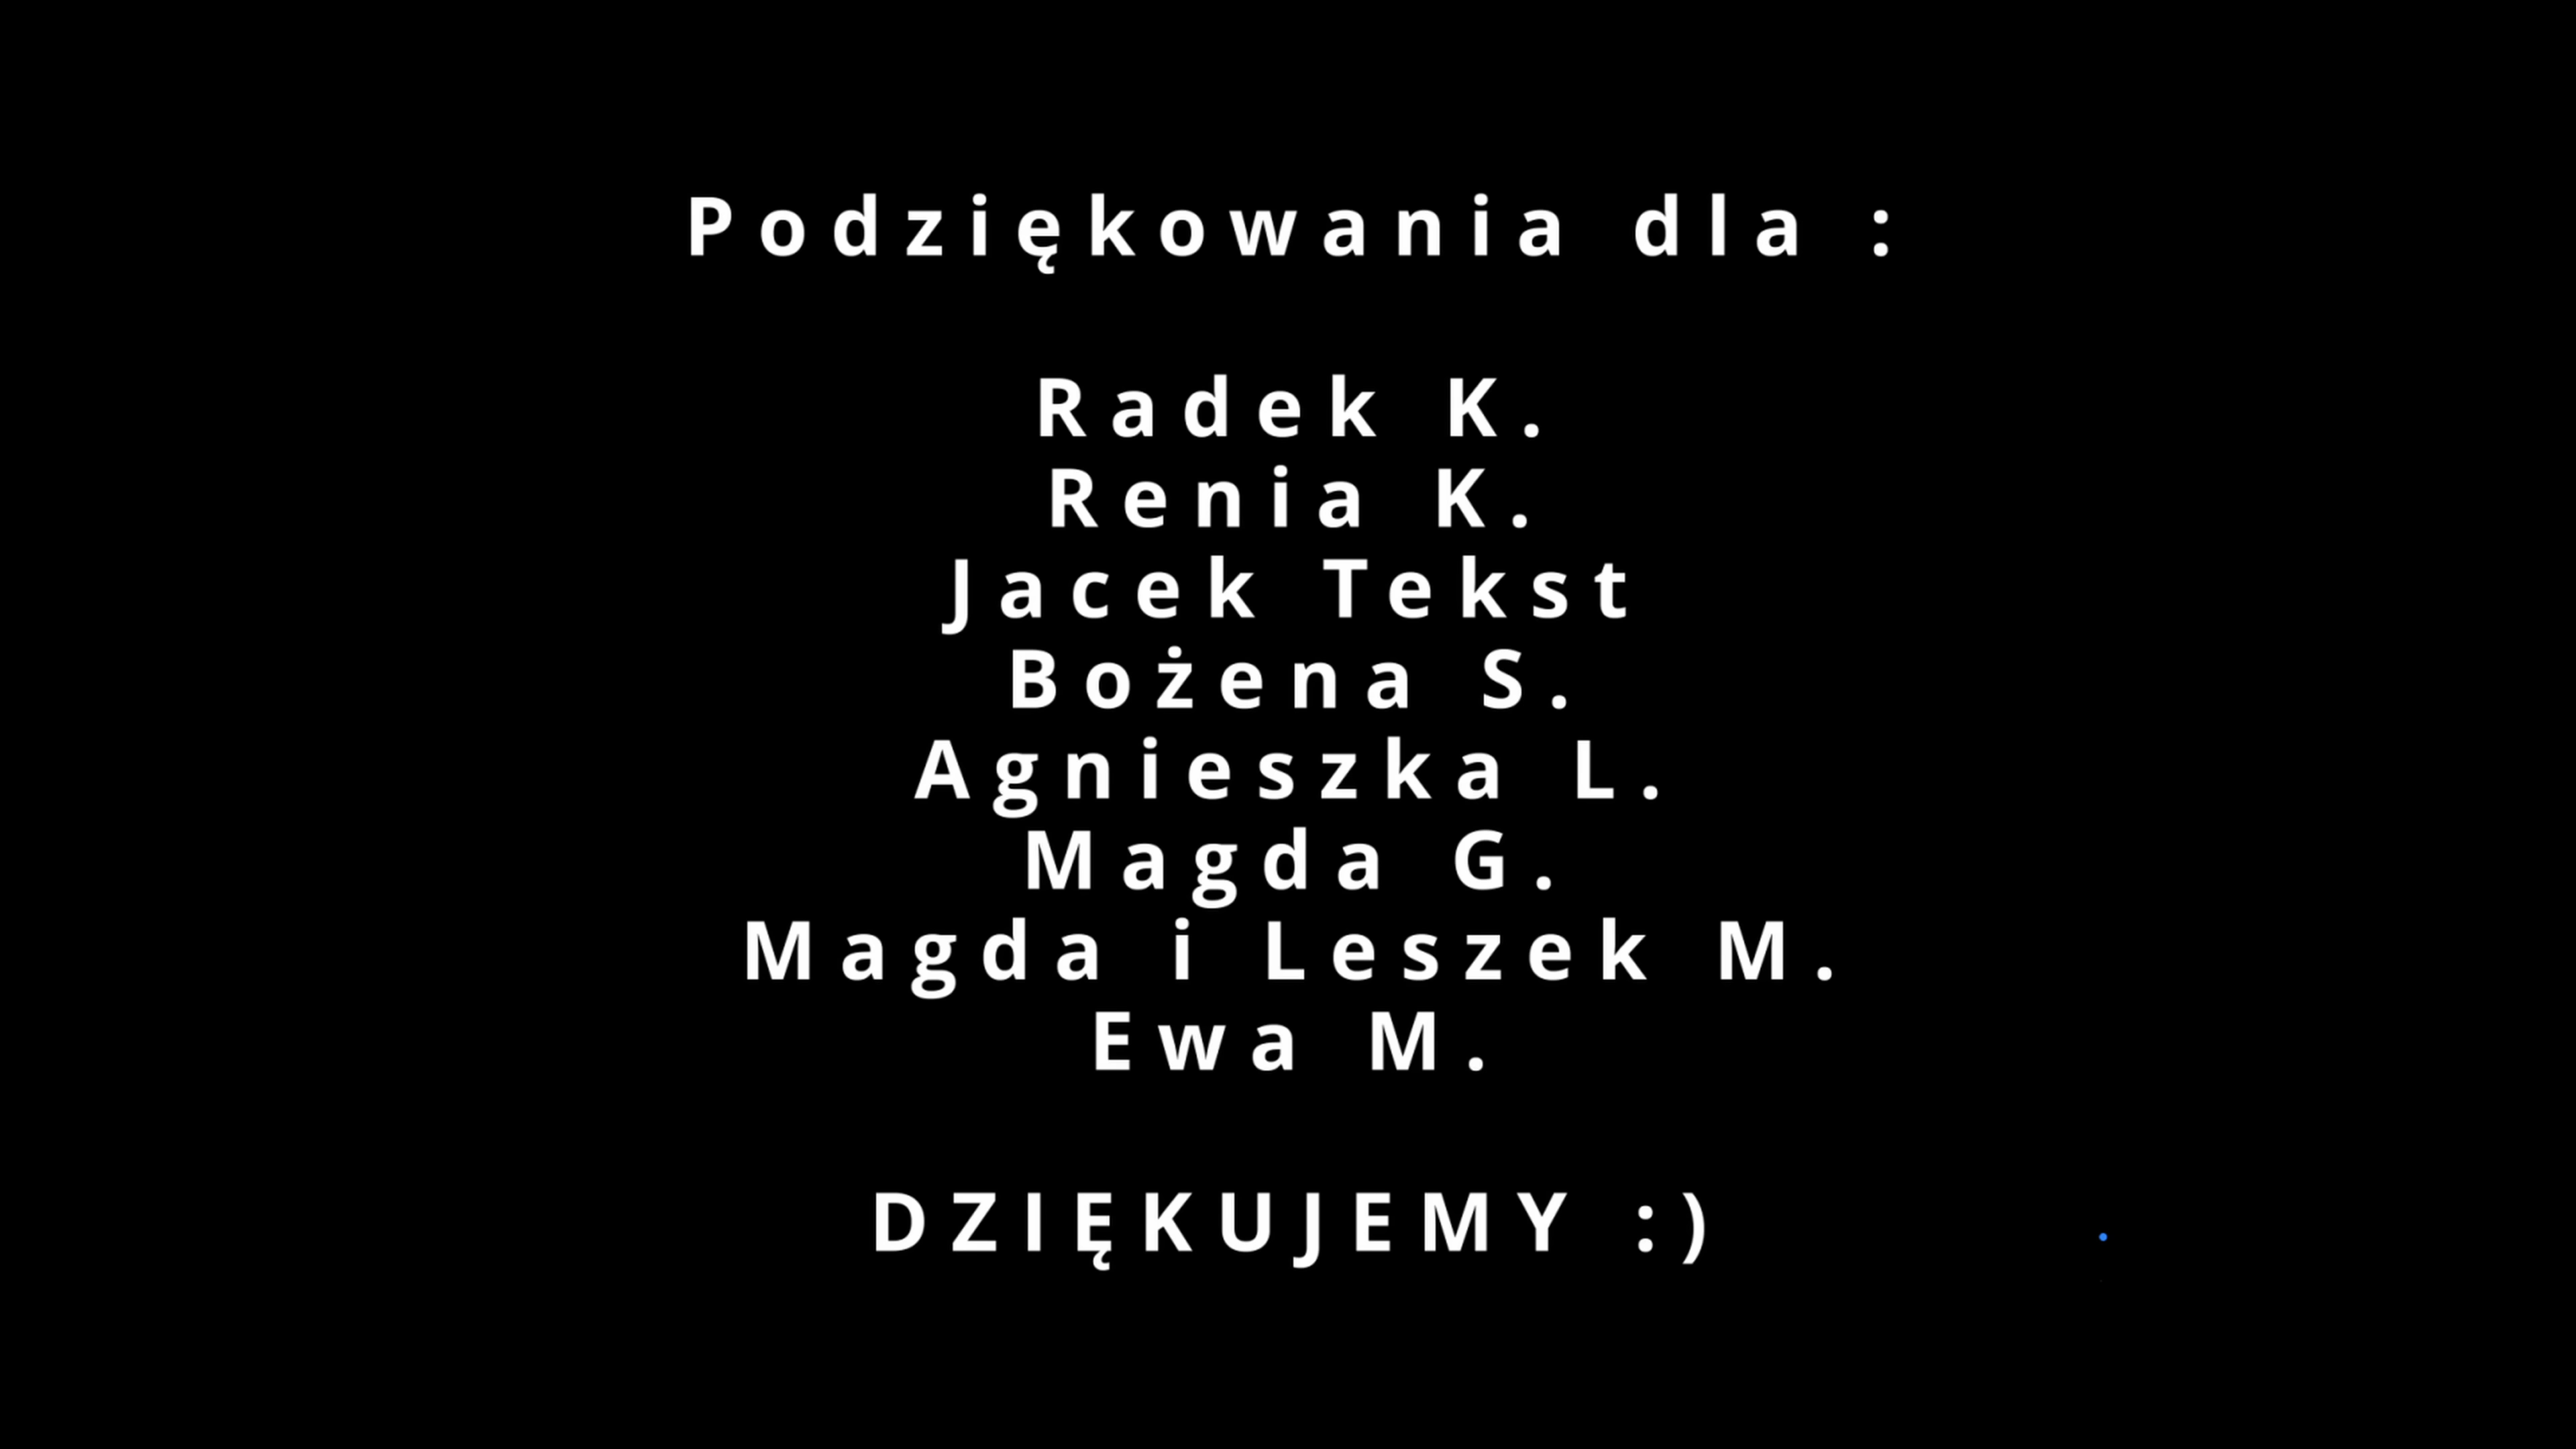 Podziękowania dla :
Radek K.
Renia K.
Jacek Tekst
Bożena S.
Agnieszka L.
Magda G.
Magda i Leszek M.
Ewa M.
DZIĘKUJEMY :)